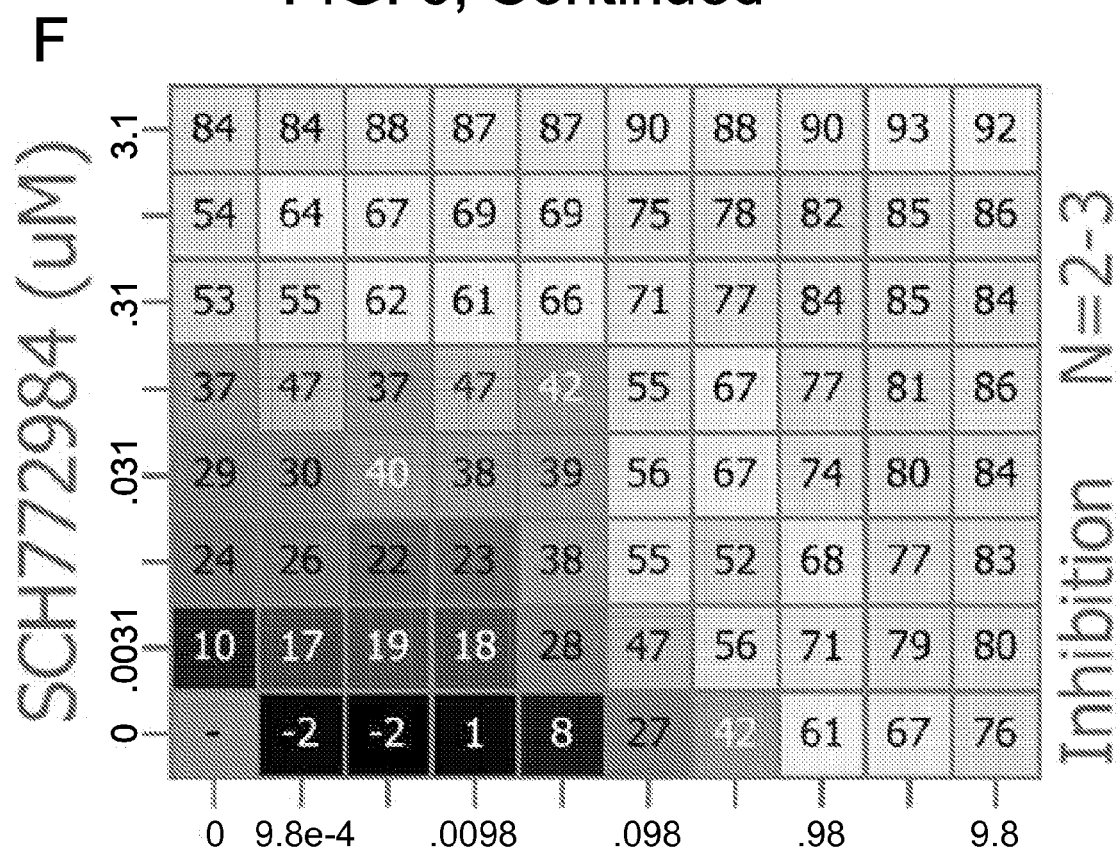 FIG. 6, Continued
F
SCH772984 (uM)
3.1 84 84 88 87 87 90 88 90 93 92
54 64 67 69 69 75 78 82 85 86
.31 53 55 62 61 66 71 77 84 85 84
37 47 37 47 42 55 67 77 81 86
.031 29 30 40 38 39 56 67 74 80 84
24 26 22 23 38 55 52 68 77 83
.0031 10 17 19 18 28 47 56 71 79 80
0 - -2 -2 1 8 27 42 61 67 76
0 9.8e-4 .0098 .098 .98 9.8
Inhibition N=2-3